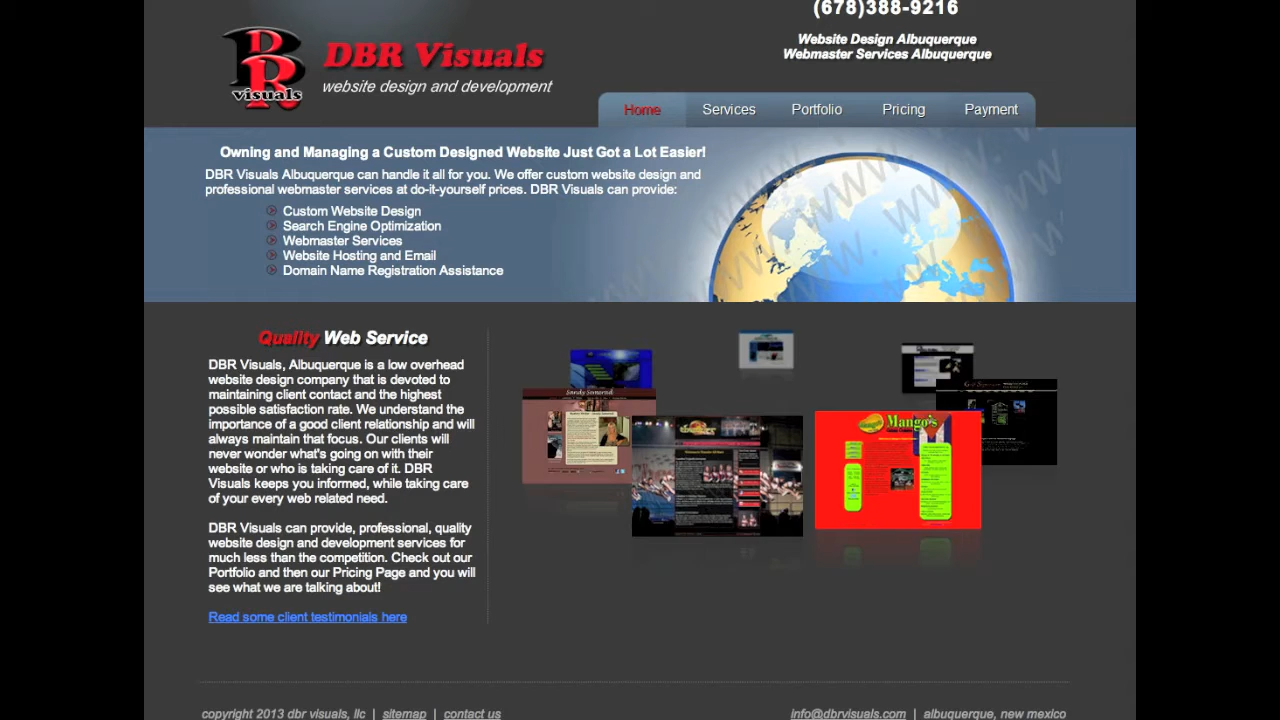 (678)388-9216
Website Design Albuquerque
Webmaster Services Albuquerque
BR
visuals
DBR Visuals
website design and development
Home Services Portfolio Pricing Payment
Owning and Managing a Custom Designed Website Just Got a Lot Easier!
DBR Visuals Albuquerque can handle it all for you. We offer custom website design and
professional webmaster services at do-it-yourself prices. DBR Visuals can provide:
Custom Website Design
Search Engine Optimization
Webmaster Services
Website Hosting and Email
Domain Name Registration Assistance
www. www. www.
Quality Web Service
DBR Visuals, Albuquerque is a low overhead
website design company that is devoted to
maintaining client contact and the highest
possible satisfaction rate. We understand the
importance of a good client relationship and will
always maintain that focus. Our clients will
never wonder what's going on with their
website or who is taking care of it. DBR
Visuals keeps you informed, while taking care
of your every web related need.
DBR Visuals can provide, professional, quality
website design and development services for
much less than the competition. Check out our
Portfolio and then our Pricing Page and you will
see what we are talking about!
Read some client testimonials here
Sandy Somerod
Mango's
copyright 2013 dbr visuals, llc | sitemap | contact us
info@dbrvisuals.com | albuquerque, new mexico